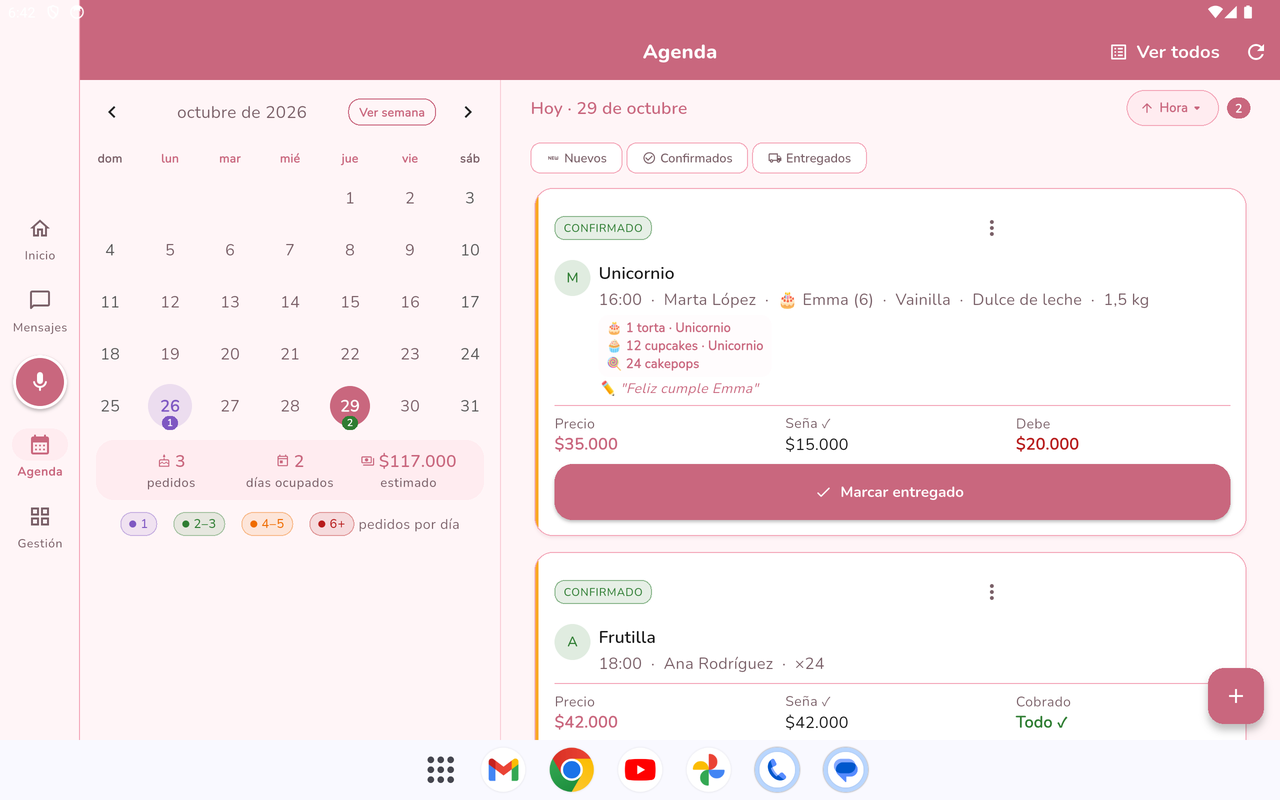 6:42
Agenda
Ver todos
Inicio
Mensajes
Agenda
Gestión
octubre de 2026
Ver semana
dom lun mar mié jue vie sáb
1 2 3
4 5 6 7 8 9 10
11 12 13 14 15 16 17
18 19 20 21 22 23 24
25 26 27 28 29 30 31
1 2
3 2 $117.000
pedidos días ocupados estimado
1 2–3 4–5 6+ pedidos por día
Hoy · 29 de octubre
Hora
2
NEW Nuevos Confirmados Entregados
CONFIRMADO
M
Unicornio
16:00 · Marta López · 🎂 Emma (6) · Vainilla · Dulce de leche · 1,5 kg
🎂 1 torta · Unicornio
🧁 12 cupcakes · Unicornio
🍭 24 cakepops
✏️ "Feliz cumple Emma"
Precio Seña ✓ Debe
$35.000 $15.000 $20.000
Marcar entregado
CONFIRMADO
A
Frutilla
18:00 · Ana Rodríguez · ×24
Precio Seña ✓ Cobrado
$42.000 $42.000 Todo ✓